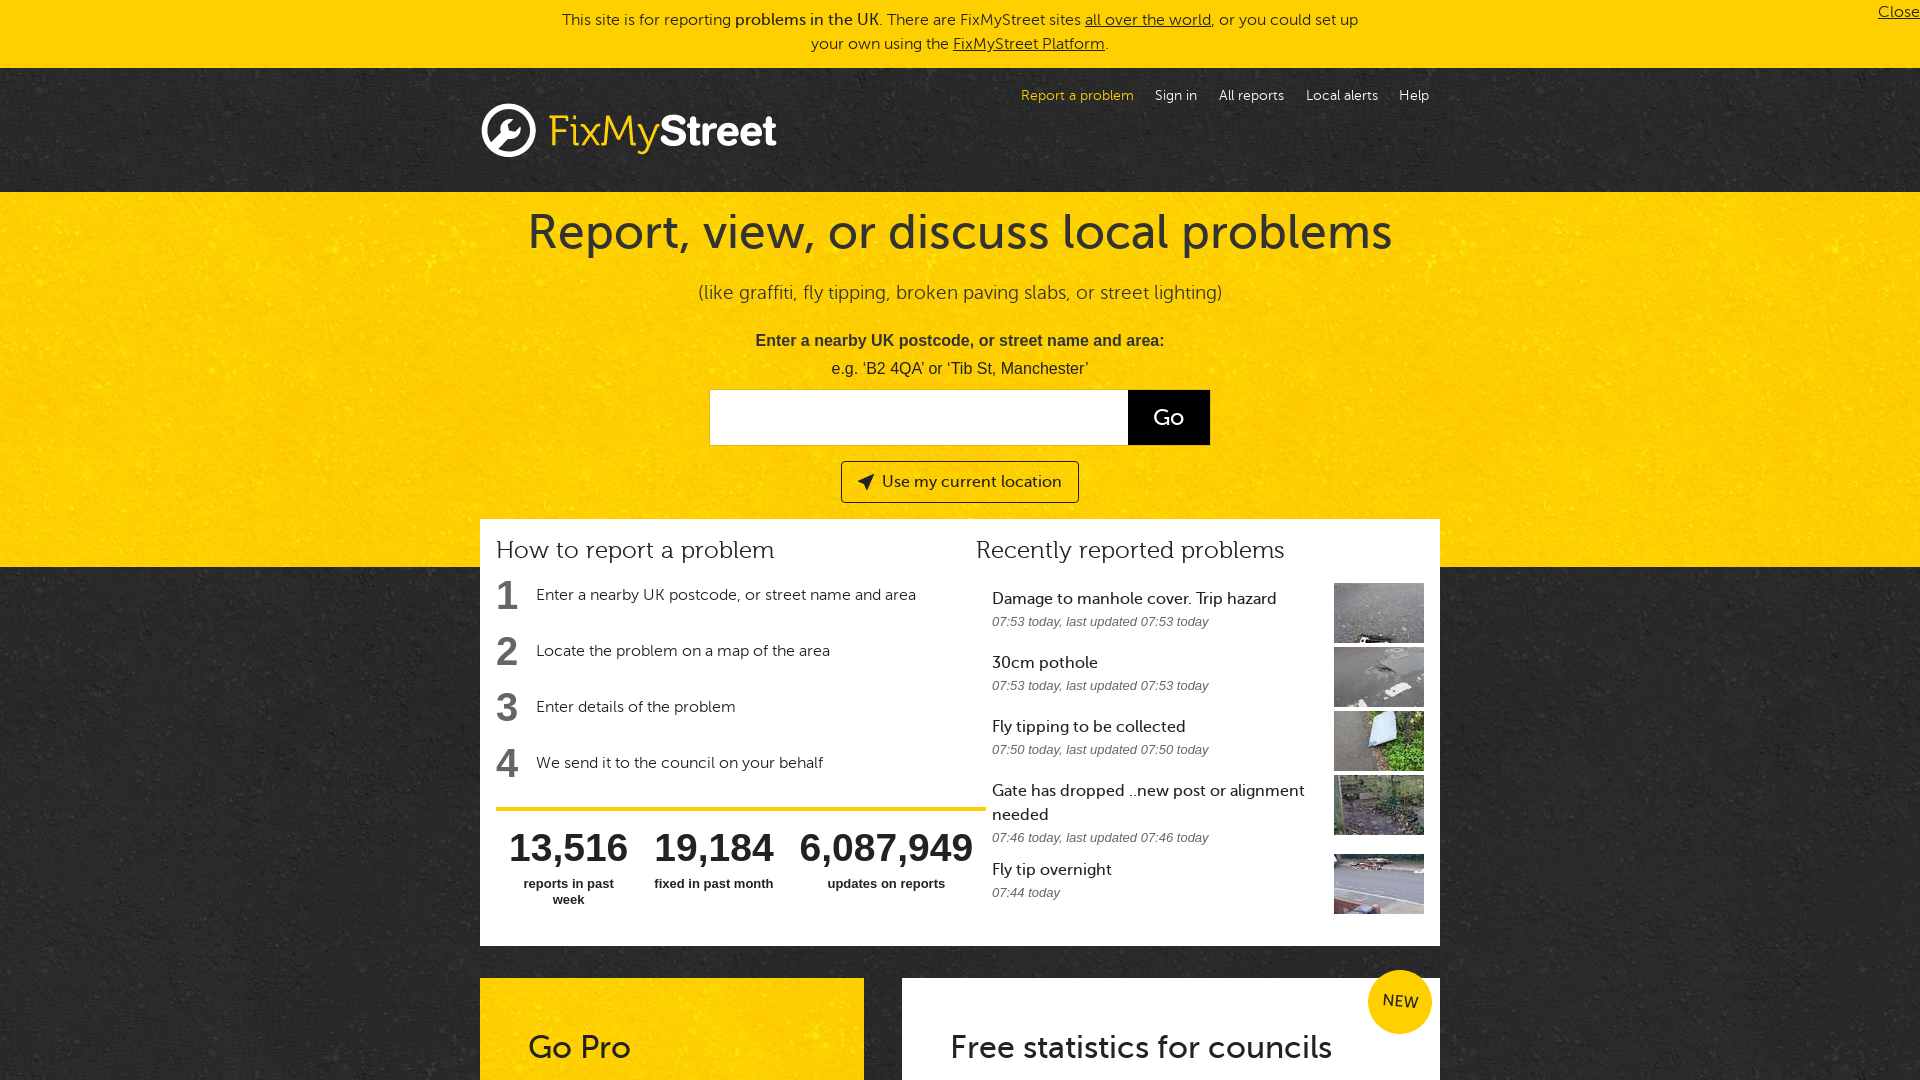 This site is for reporting problems in the UK. There are FixMyStreet sites all over the world, or you could set up
your own using the FixMyStreet Platform.
Close
Report a problem Sign in All reports Local alerts Help
FixMyStreet
Report, view, or discuss local problems
(like graffiti, fly tipping, broken paving slabs, or street lighting)
Enter a nearby UK postcode, or street name and area:
e.g. ‘B2 4QA’ or ‘Tib St, Manchester’
Go
Use my current location
How to report a problem
1 Enter a nearby UK postcode, or street name and area
2 Locate the problem on a map of the area
3 Enter details of the problem
4 We send it to the council on your behalf
13,516 19,184 6,087,949
reports in past fixed in past month updates on reports
week
Recently reported problems
Damage to manhole cover. Trip hazard
07:53 today, last updated 07:53 today
30cm pothole
07:53 today, last updated 07:53 today
Fly tipping to be collected
07:50 today, last updated 07:50 today
Gate has dropped ..new post or alignment
needed
07:46 today, last updated 07:46 today
Fly tip overnight
07:44 today
Go Pro
NEW
Free statistics for councils